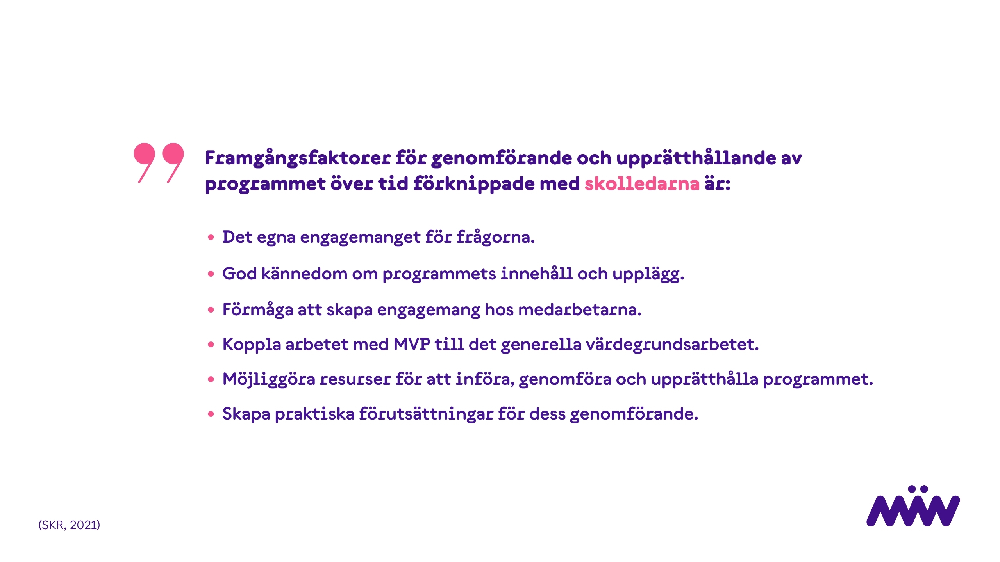 Framgångsfaktorer för genomförande och upprätthållande av
programmet över tid förknippade med skolledarna är:
• Det egna engagemanget för frågorna.
• God kännedom om programmets innehåll och upplägg.
• Förmåga att skapa engagemang hos medarbetarna.
• Koppla arbetet med MVP till det generella värdegrundsarbetet.
• Möjliggöra resurser för att införa, genomföra och upprätthålla programmet.
• Skapa praktiska förutsättningar för dess genomförande.
(SKR, 2021)
MÄN